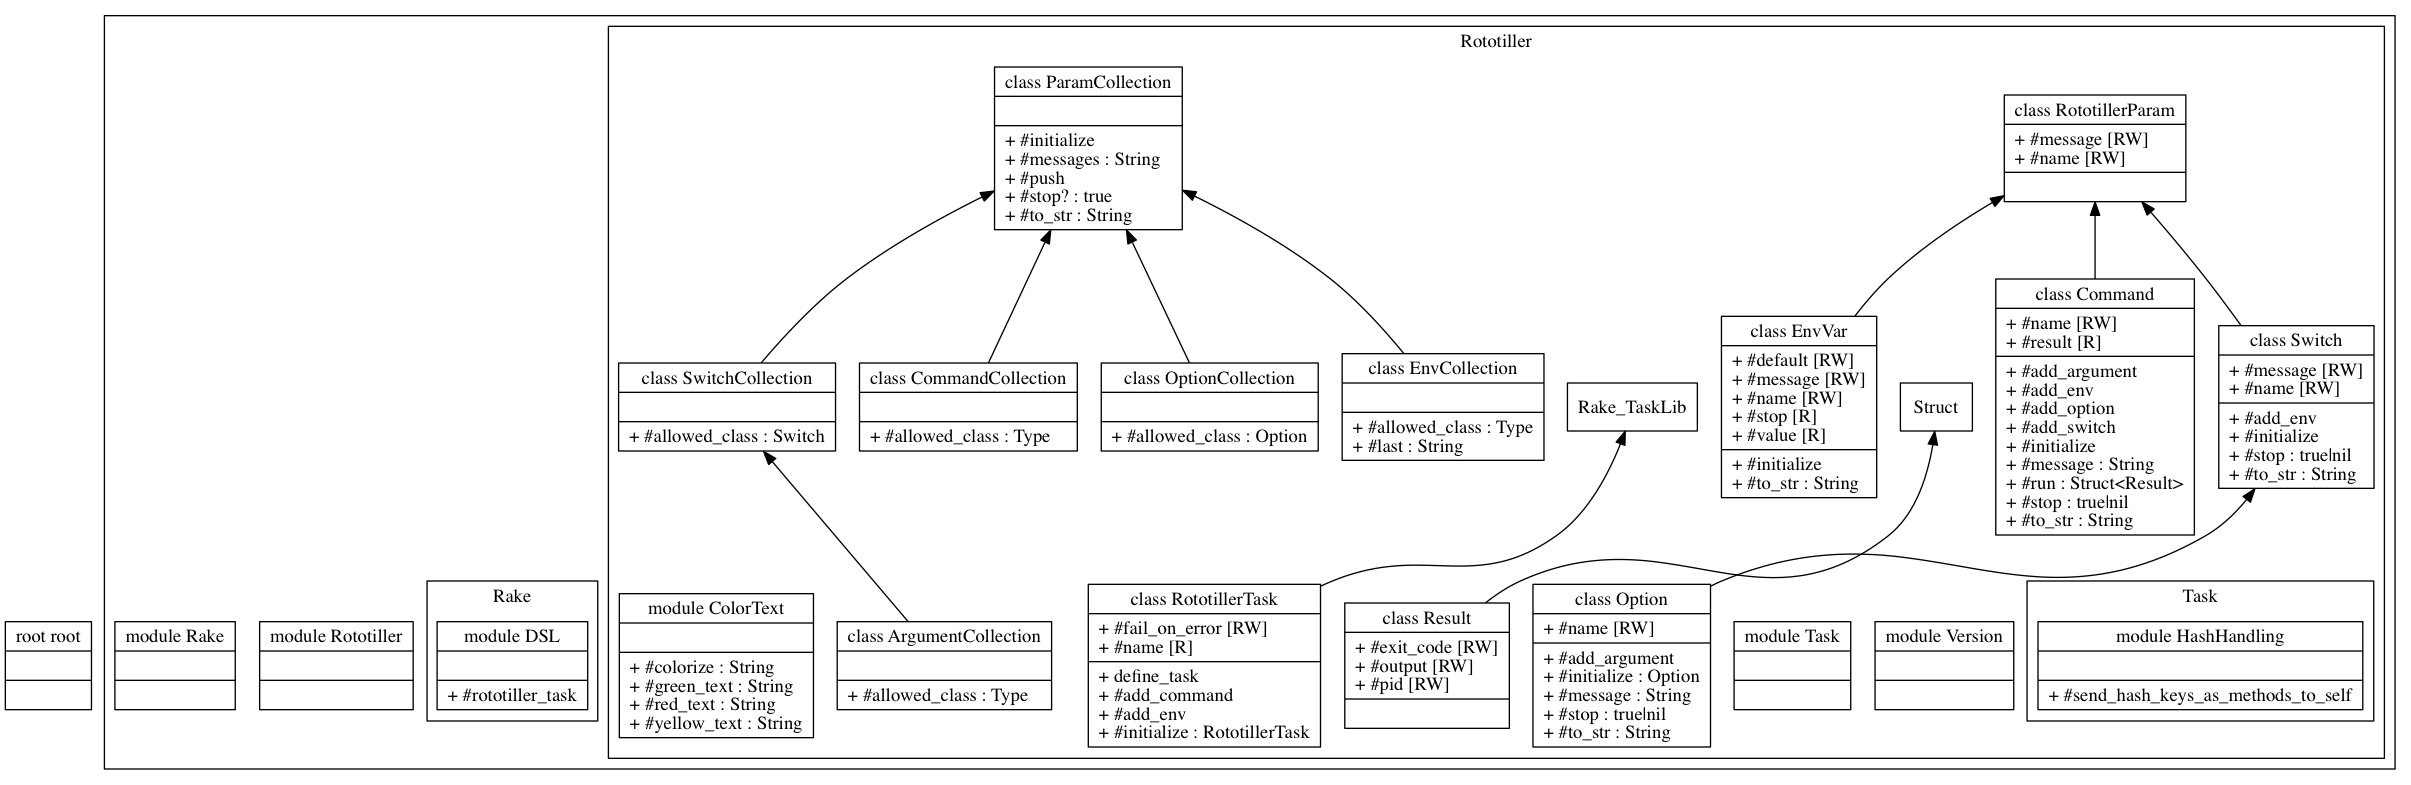 Rototiller
class ParamCollection
+ #initialize
+ #messages : String
+ #push
+ #stop? : true
+ #to_str : String
class RototillerParam
+ #message [RW]
+ #name [RW]
class SwitchCollection
+ #allowed_class : Switch
class CommandCollection
+ #allowed_class : Type
class OptionCollection
+ #allowed_class : Option
class EnvCollection
+ #allowed_class : Type
+ #last : String
Rake_TaskLib
class EnvVar
+ #default [RW]
+ #message [RW]
+ #name [RW]
+ #stop [R]
+ #value [R]
+ #initialize
+ #to_str : String
Struct
class Command
+ #name [RW]
+ #result [R]
+ #add_argument
+ #add_env
+ #add_option
+ #add_switch
+ #initialize
+ #message : String
+ #run : Struct<Result>
+ #stop : true|nil
+ #to_str : String
class Switch
+ #message [RW]
+ #name [RW]
+ #add_env
+ #initialize
+ #stop : true|nil
+ #to_str : String
root root
module Rake
module Rototiller
Rake
module DSL
+ #rototiller_task
module ColorText
+ #colorize : String
+ #green_text : String
+ #red_text : String
+ #yellow_text : String
class ArgumentCollection
+ #allowed_class : Type
class RototillerTask
+ #fail_on_error [RW]
+ #name [R]
+ define_task
+ #add_command
+ #add_env
+ #initialize : RototillerTask
class Result
+ #exit_code [RW]
+ #output [RW]
+ #pid [RW]
class Option
+ #name [RW]
+ #add_argument
+ #initialize : Option
+ #message : String
+ #stop : true|nil
+ #to_str : String
module Task
module Version
Task
module HashHandling
+ #send_hash_keys_as_methods_to_self